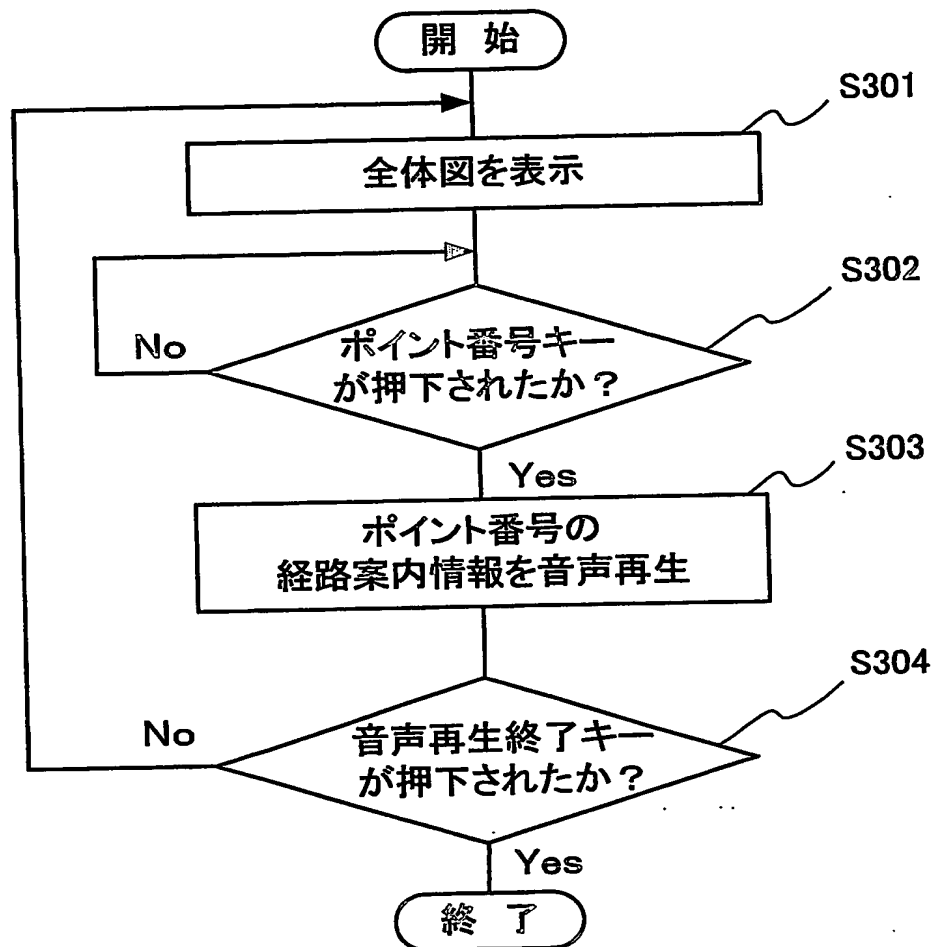 開 始
S301
全体図を表示
S302
No
ポイント番号キー
が押下されたか？
Yes
S303
ポイント番号の
経路案内情報を音声再生
S304
No
音声再生終了キー
が押下されたか？
Yes
終 了